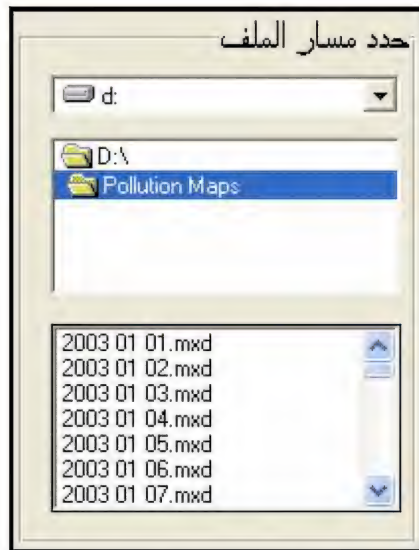 حدد مسار الملف
d:
D:\
Pollution Maps
2003 01 01.mxd
2003 01 02.mxd
2003 01 03.mxd
2003 01 04.mxd
2003 01 05.mxd
2003 01 06.mxd
2003 01 07.mxd